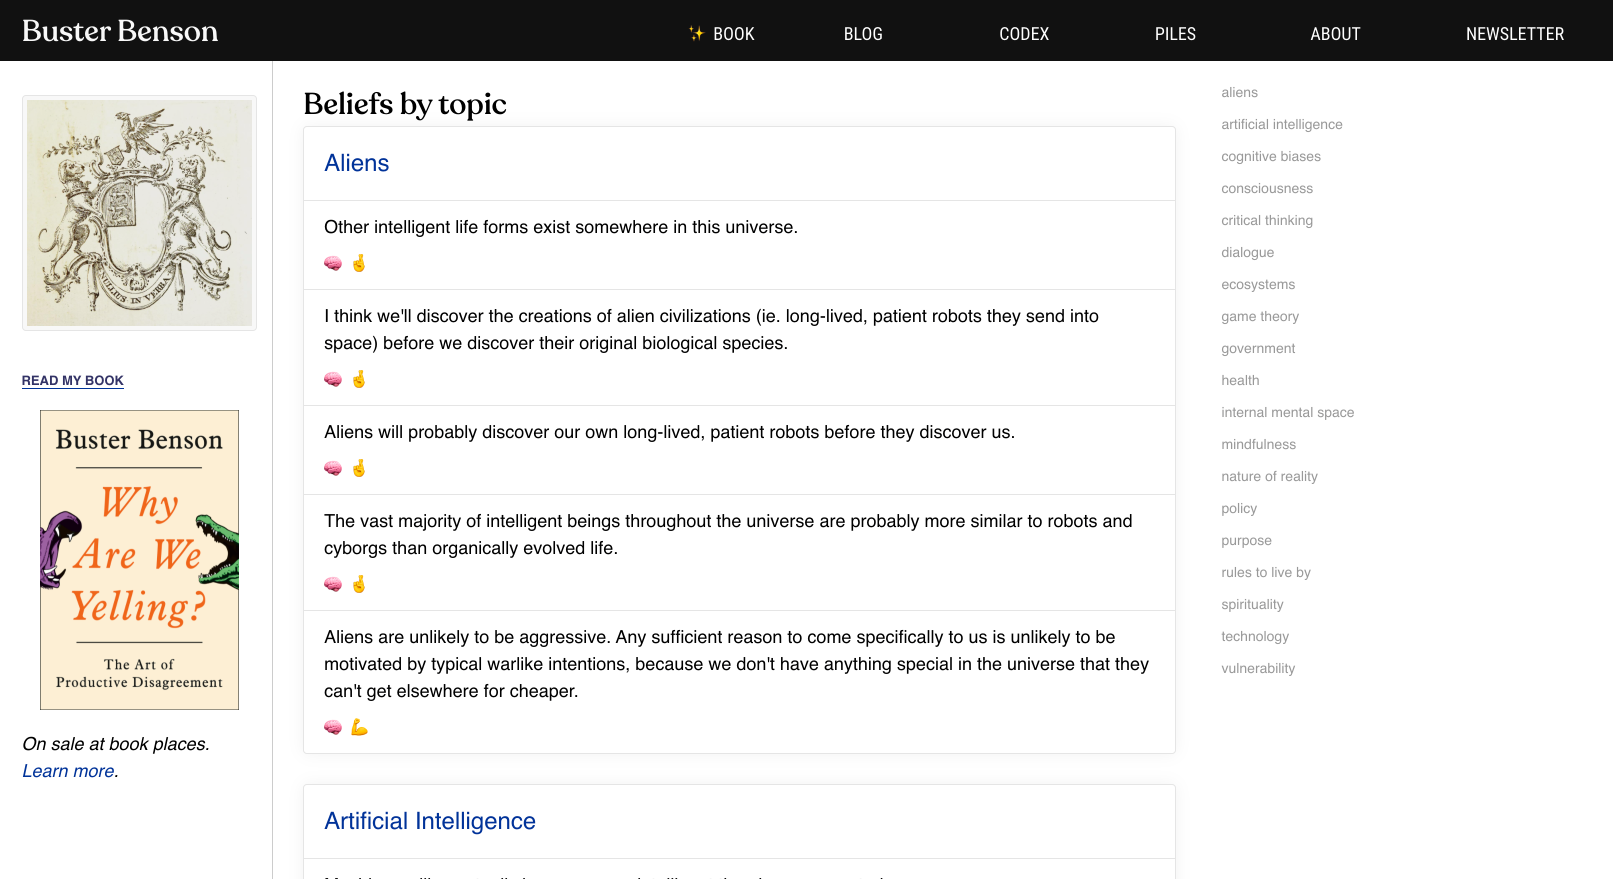 Buster Benson
✨ BOOK
BLOG
CODEX
PILES
ABOUT
NEWSLETTER
ULLIUS IN VERBA
READ MY BOOK
Buster Benson
Why
Are We
Yelling?
The Art of
Productive Disagreement
On sale at book places.
Learn more.
Beliefs by topic
Aliens
Other intelligent life forms exist somewhere in this universe.
🧠 🤞
I think we'll discover the creations of alien civilizations (ie. long-lived, patient robots they send into
space) before we discover their original biological species.
🧠 🤞
Aliens will probably discover our own long-lived, patient robots before they discover us.
🧠 🤞
The vast majority of intelligent beings throughout the universe are probably more similar to robots and
cyborgs than organically evolved life.
🧠 🤞
Aliens are unlikely to be aggressive. Any sufficient reason to come specifically to us is unlikely to be
motivated by typical warlike intentions, because we don't have anything special in the universe that they
can't get elsewhere for cheaper.
🧠 💪
Artificial Intelligence
aliens
artificial intelligence
cognitive biases
consciousness
critical thinking
dialogue
ecosystems
game theory
government
health
internal mental space
mindfulness
nature of reality
policy
purpose
rules to live by
spirituality
technology
vulnerability